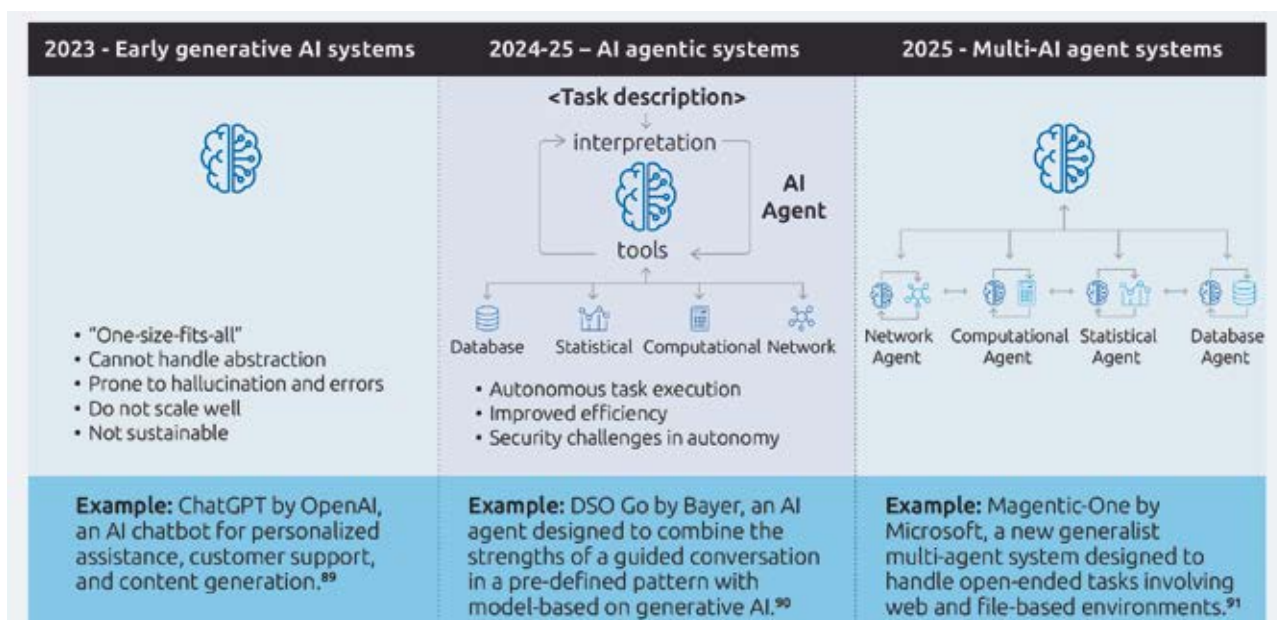 2023 - Early generative AI systems
2024-25 – AI agentic systems
2025 - Multi-AI agent systems
• "One-size-fits-all"
• Cannot handle abstraction
• Prone to hallucination and errors
• Do not scale well
• Not sustainable
<Task description>
interpretation
AI
Agent
tools
Database
Statistical
Computational
Network
• Autonomous task execution
• Improved efficiency
• Security challenges in autonomy
Network
Agent
Computational
Agent
Statistical
Agent
Database
Agent
Example: ChatGPT by OpenAI,
an AI chatbot for personalized
assistance, customer support,
and content generation.⁸⁹
Example: DSO Go by Bayer, an AI
agent designed to combine the
strengths of a guided conversation
in a pre-defined pattern with
model-based on generative AI.⁹⁰
Example: Magentic-One by
Microsoft, a new generalist
multi-agent system designed to
handle open-ended tasks involving
web and file-based environments.⁹¹